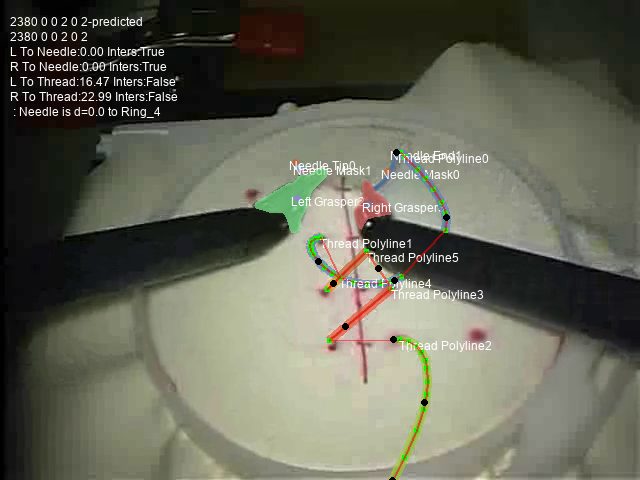 2380 0 0 2 0 2-predicted
2380 0 0 2 0 2
L To Needle:0.00 Inters:True
R To Needle:0.00 Inters:True
L To Thread:16.47 Inters:False
R To Thread:22.99 Inters:False
: Needle is d=0.0 to Ring_4
Thread Polyline0
Needle Tip0
Needle Mask1
Needle Mask0
Left Grasper
Right Grasper
Thread Polyline1
Thread Polyline5
Thread Polyline4
Thread Polyline3
Thread Polyline2